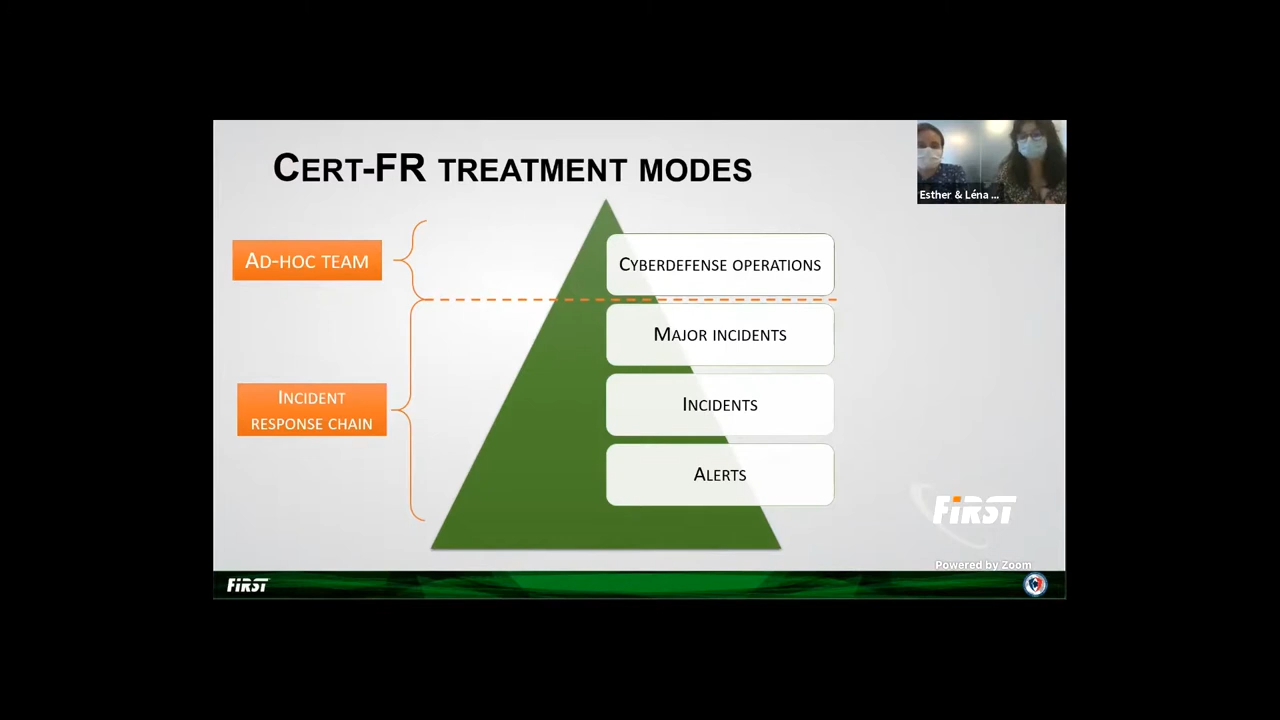 CERT-FR TREATMENT MODES
Esther & Léna ...
AD-HOC TEAM
CYBERDEFENSE OPERATIONS
MAJOR INCIDENTS
INCIDENT
RESPONSE CHAIN
INCIDENTS
ALERTS
FIRST
Powered by Zoom
FIRST